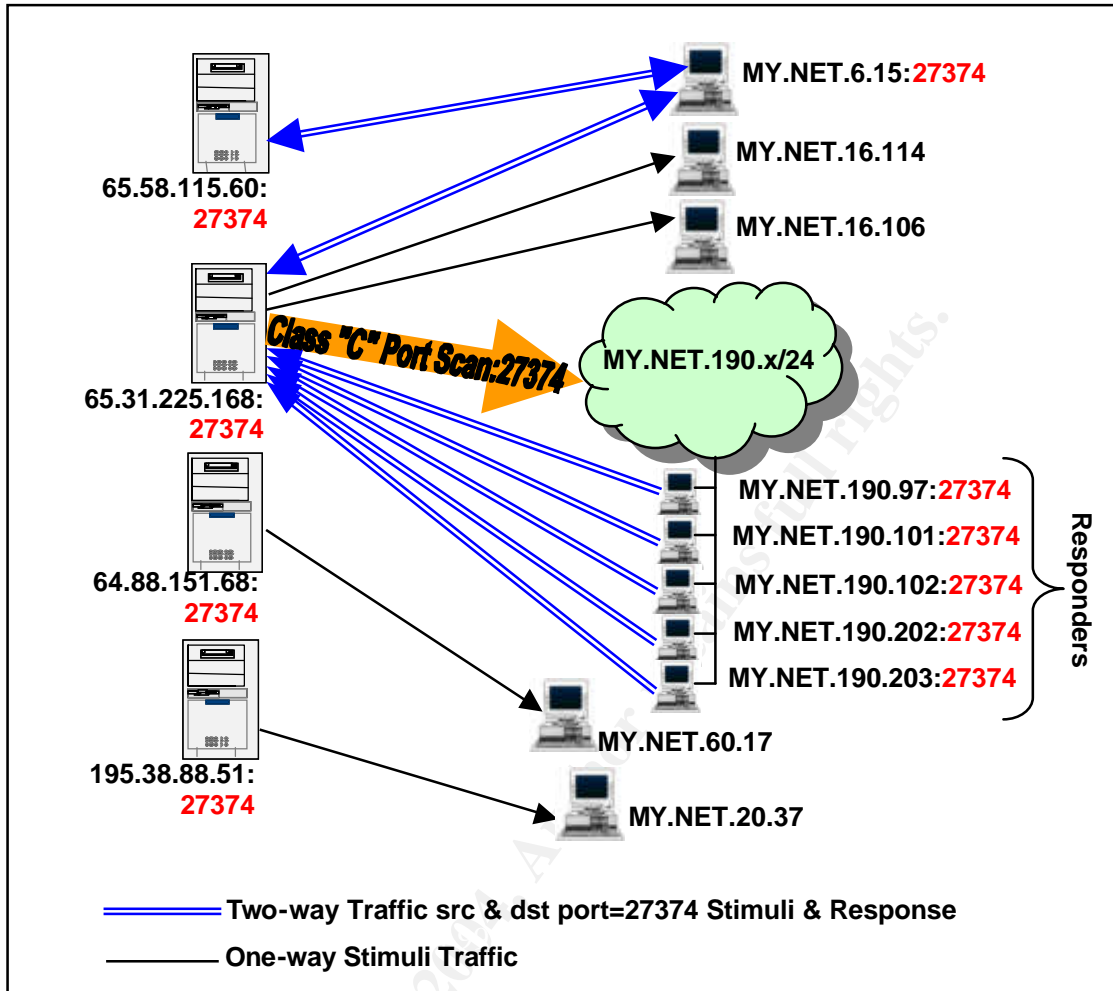 MY.NET.6.15:27374
MY.NET.16.114
65.58.115.60:
27374
MY.NET.16.106
Class "C" Port Scan:27374
MY.NET.190.x/24
65.31.225.168:
27374
MY.NET.190.97:27374
MY.NET.190.101:27374
MY.NET.190.102:27374
MY.NET.190.202:27374
MY.NET.190.203:27374
Responders
64.88.151.68:
27374
MY.NET.60.17
195.38.88.51:
27374
MY.NET.20.37
Two-way Traffic src & dst port=27374 Stimuli & Response
One-way Stimuli Traffic
full rights.